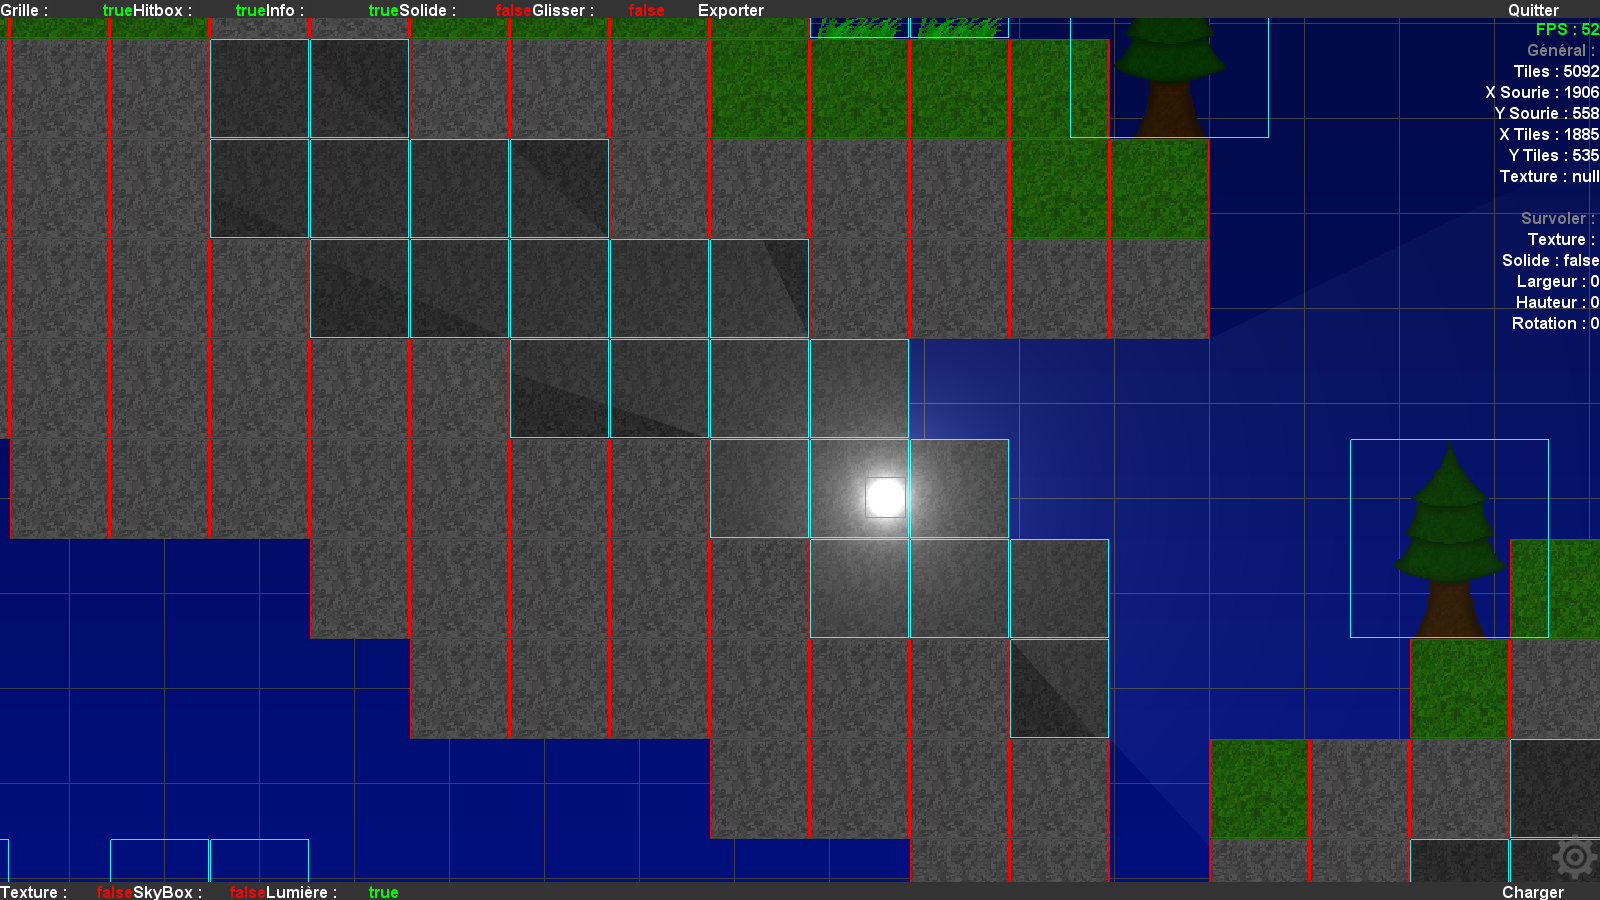 Grille : trueHitbox : trueInfo : trueSolide : falseGlisser : false Exporter Quitter
FPS : 52
Général :
Tiles : 5092
X Sourie : 1906
Y Sourie : 558
X Tiles : 1885
Y Tiles : 535
Texture : null
Survoler :
Texture :
Solide : false
Largeur : 0
Hauteur : 0
Rotation : 0
Texture : falseSkyBox : falseLumière : true Charger